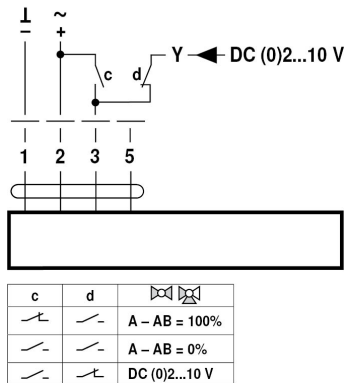 ⊥ ~
– +
c d Y DC (0)2...10 V
1 2 3 5
c d
A – AB = 100%
A – AB = 0%
DC (0)2...10 V